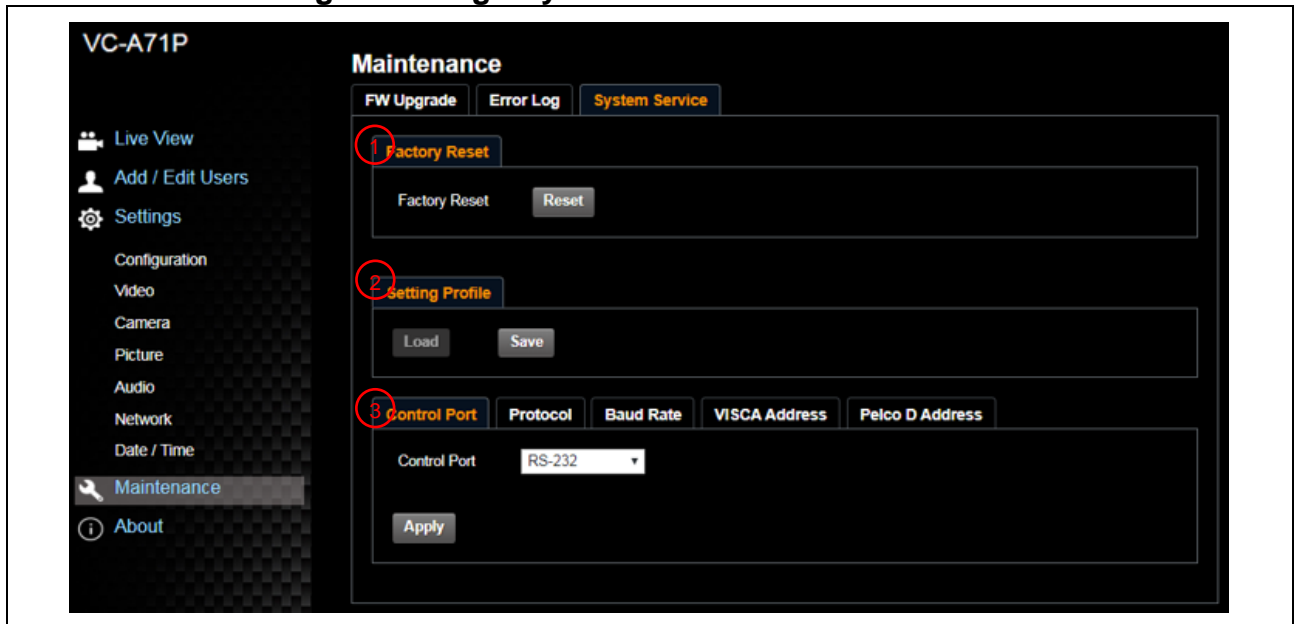 VC-A71P
Maintenance
FW Upgrade Error Log System Service
Live View
Add / Edit Users
Settings
Configuration
Video
Camera
Picture
Audio
Network
Date / Time
Maintenance
About
1 Factory Reset
Factory Reset Reset
2 Setting Profile
Load Save
3 Control Port Protocol Baud Rate VISCA Address Pelco D Address
Control Port RS-232
Apply